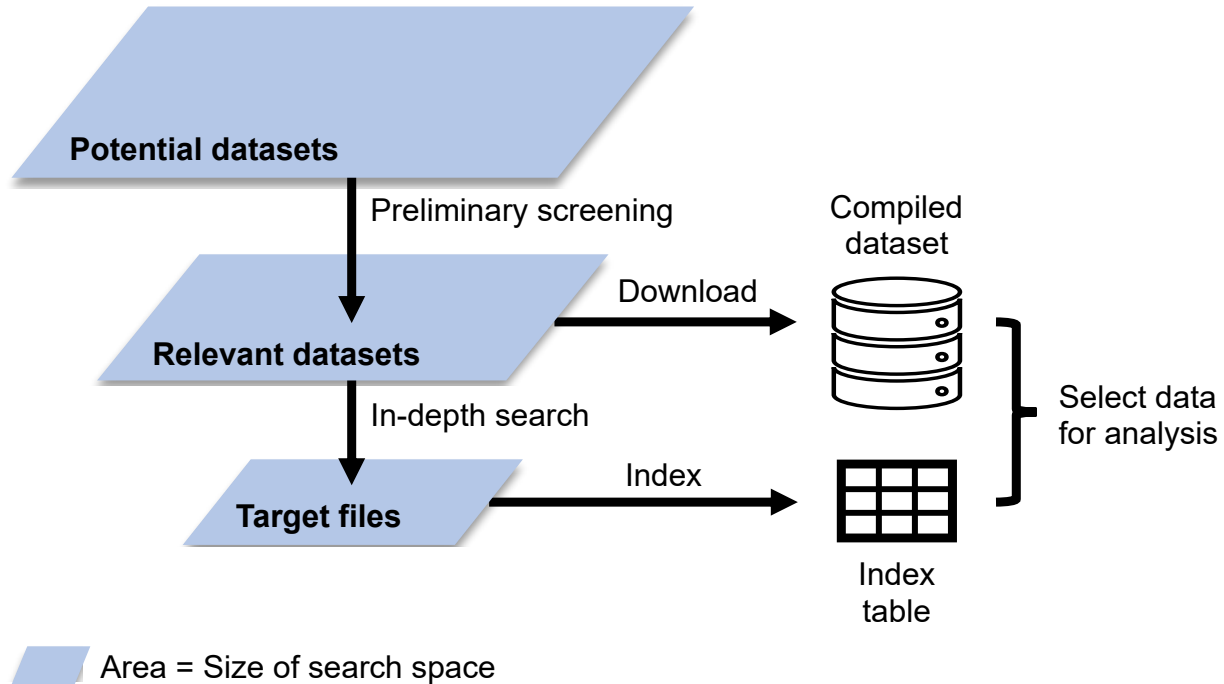 Potential datasets
Preliminary screening
Compiled
dataset
Download
Relevant datasets
In-depth search
Select data
for analysis
Index
Target files
Index
table
Area = Size of search space